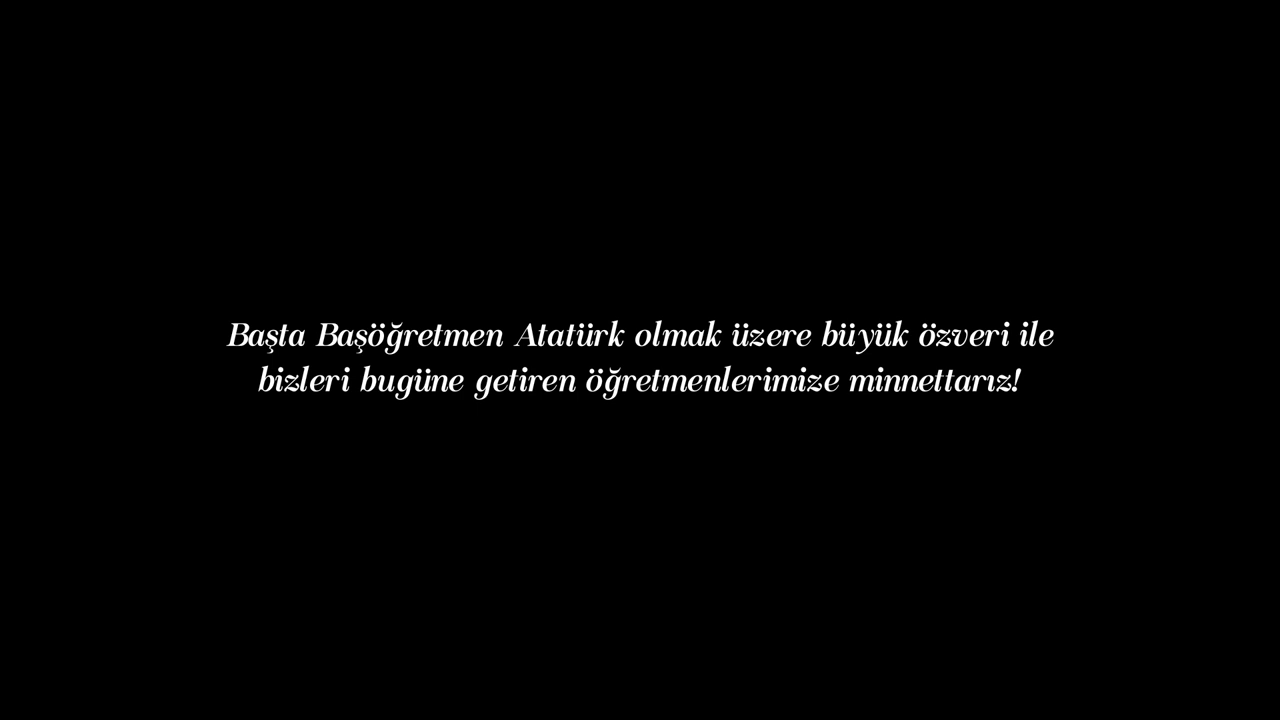 Başta Başöğretmen Atatürk olmak üzere büyük özveri ile
bizleri bugüne getiren öğretmenlerimize minnettarız!